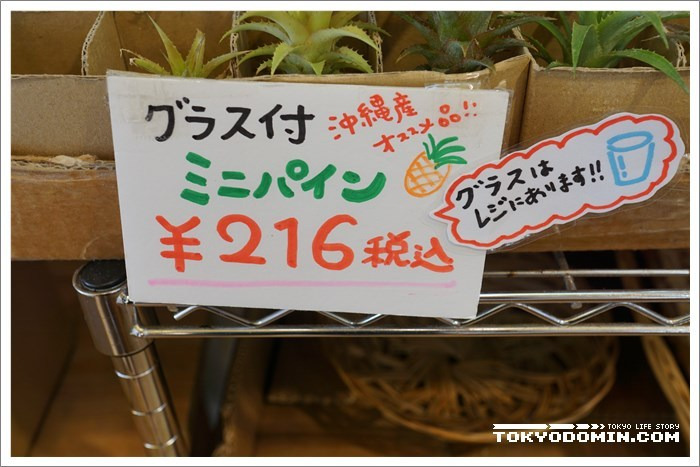 グラス付
沖縄産
オススメ品!!
ミニパイン
¥216税込
グラスは
レジにあります!!
TOKYO LIFE STORY
TOKYODOMIN.COM